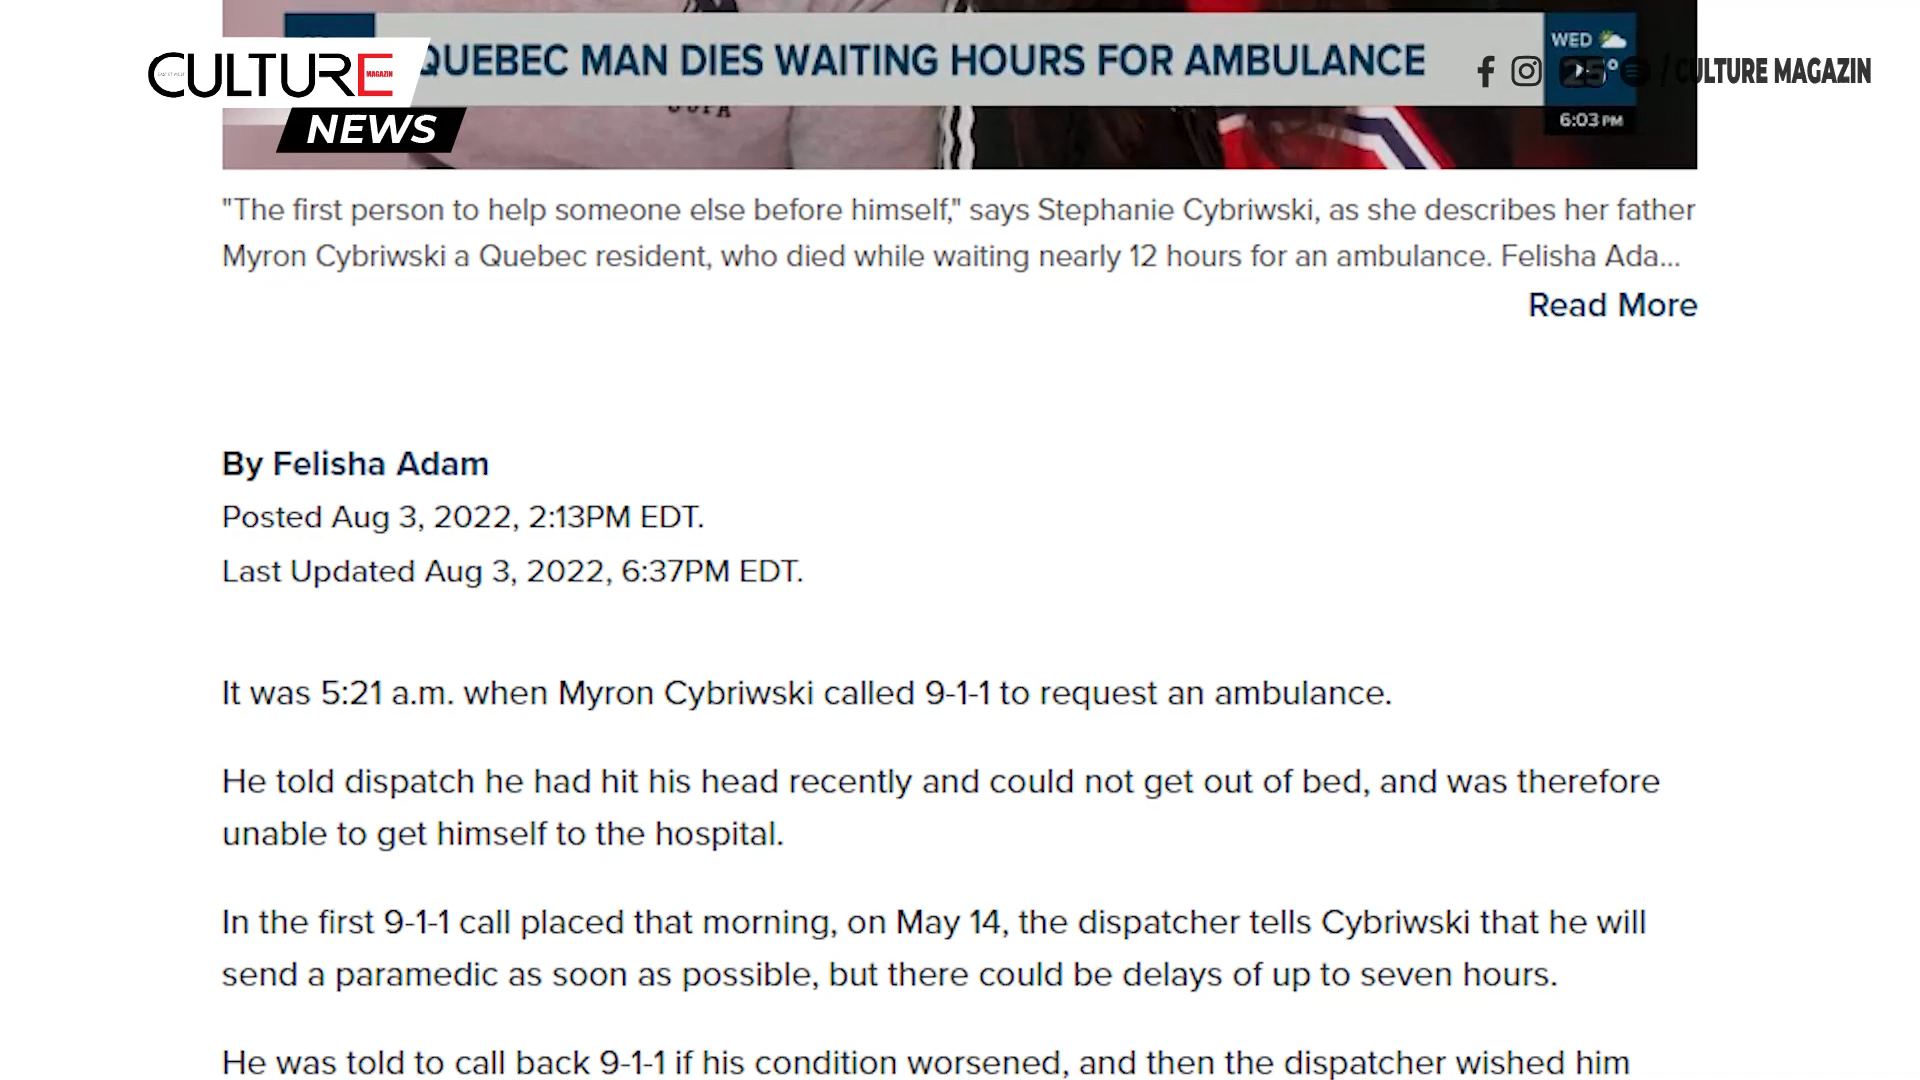 QUEBEC MAN DIES WAITING HOURS FOR AMBULANCE
WED
25°
6:03 PM
CULTURE
MAGAZIN
NEWS
/ CULTURE MAGAZIN
"The first person to help someone else before himself," says Stephanie Cybriwski, as she describes her father
Myron Cybriwski a Quebec resident, who died while waiting nearly 12 hours for an ambulance. Felisha Ada...
Read More
By Felisha Adam
Posted Aug 3, 2022, 2:13PM EDT.
Last Updated Aug 3, 2022, 6:37PM EDT.
It was 5:21 a.m. when Myron Cybriwski called 9-1-1 to request an ambulance.
He told dispatch he had hit his head recently and could not get out of bed, and was therefore
unable to get himself to the hospital.
In the first 9-1-1 call placed that morning, on May 14, the dispatcher tells Cybriwski that he will
send a paramedic as soon as possible, but there could be delays of up to seven hours.
He was told to call back 9-1-1 if his condition worsened, and then the dispatcher wished him